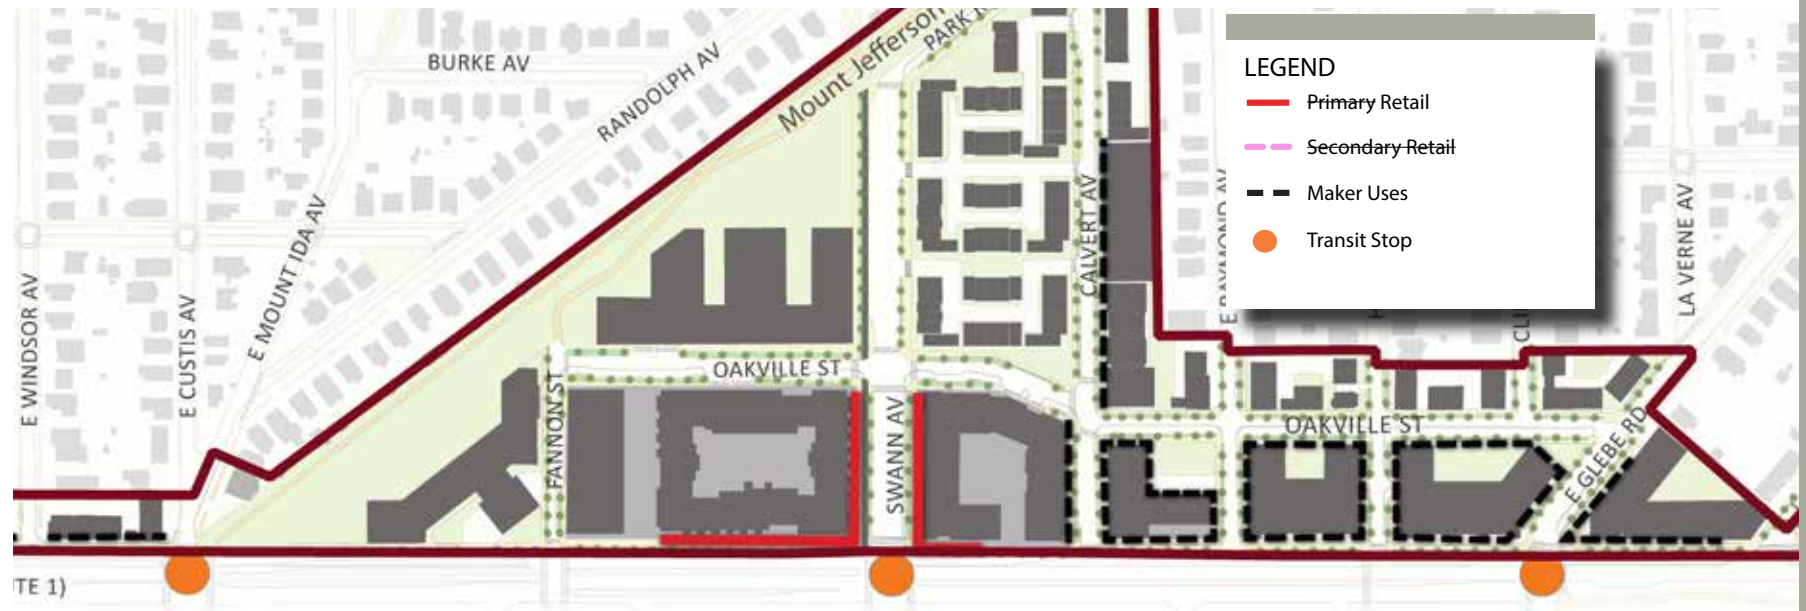 BURKE AV
RANDOLPH AV
Mount Jefferson
PARK
LEGEND
Primary Retail
Secondary Retail
Maker Uses
Transit Stop
E WINDSOR AV
E CUSTIS AV
E MOUNT IDA AV
CALVERT AV
E RAYMOND AV
LA VERNE AV
OAKVILLE ST
FANNON ST
SWANN AV
OAKVILLE ST
E GLEBE RD
TE 1)